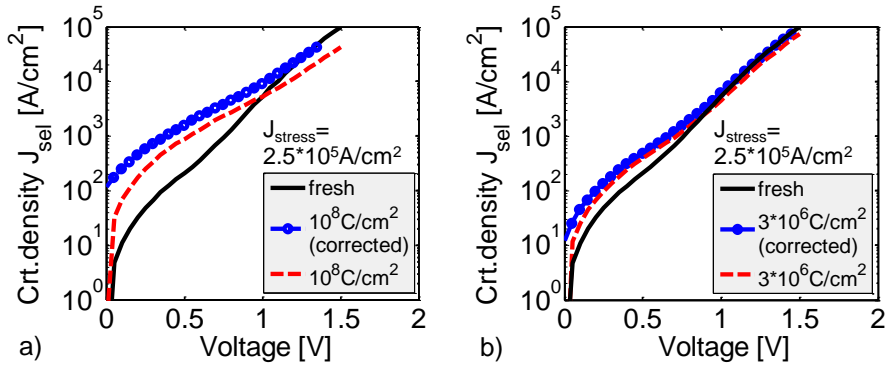 10^5
10^4
10^3
10^2
10^1
10^0
Crt.density J_sel [A/cm^2]
J_stress=
2.5*10^5A/cm^2
fresh
10^8C/cm^2
(corrected)
10^8C/cm^2
0 0.5 1 1.5 2
a) Voltage [V]
10^5
10^4
10^3
10^2
10^1
10^0
Crt.density J_sel [A/cm^2]
J_stress=
2.5*10^5A/cm^2
fresh
3*10^6C/cm^2
(corrected)
3*10^6C/cm^2
0 0.5 1 1.5 2
b) Voltage [V]